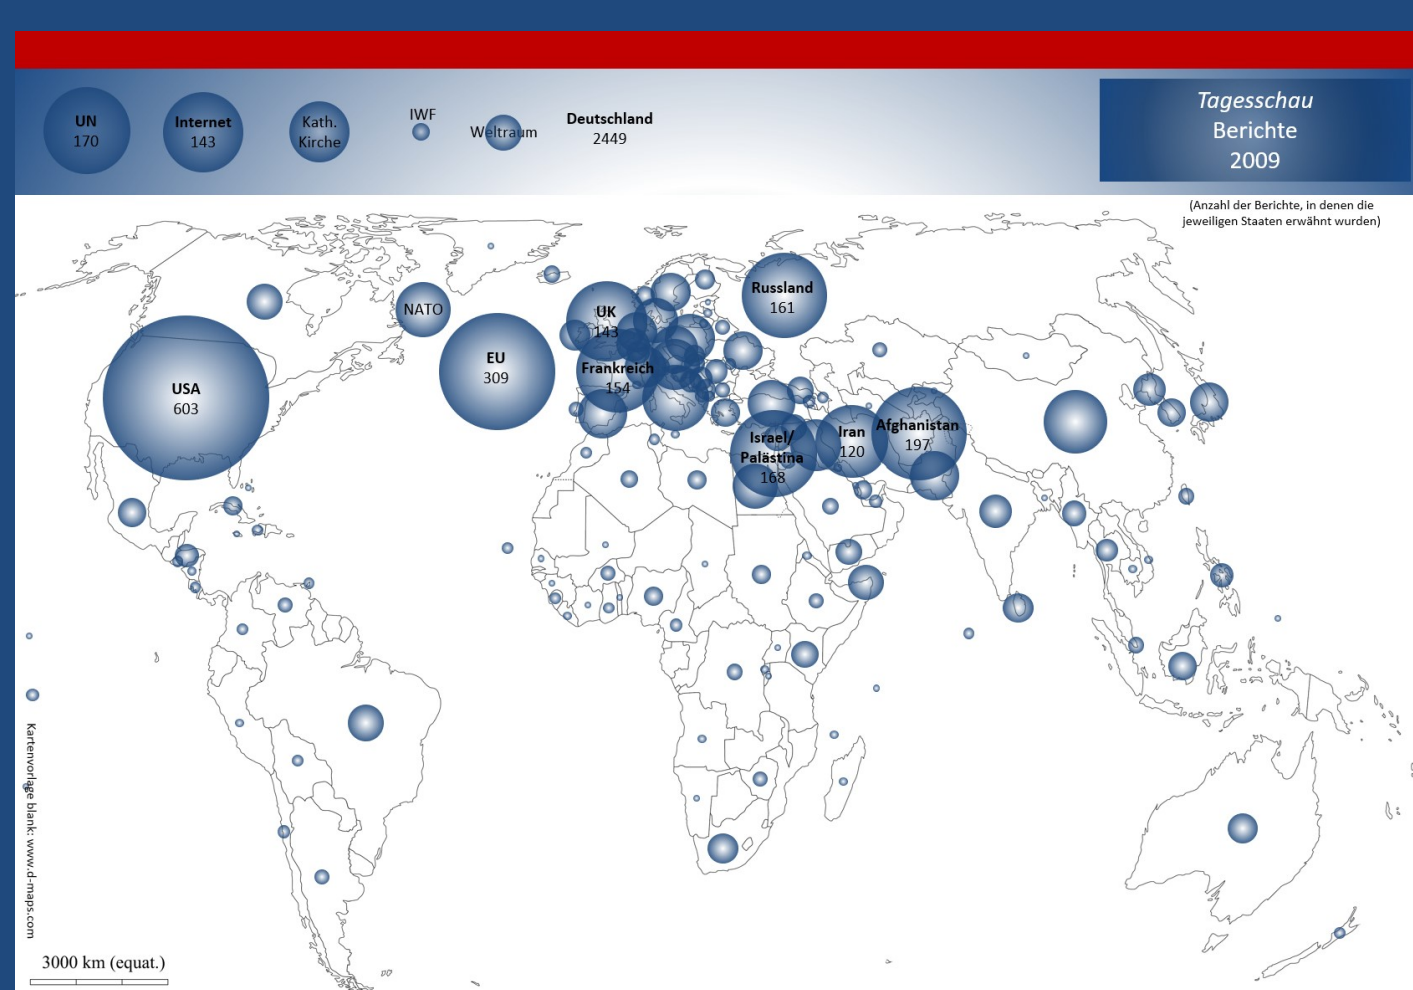 UN
170
Internet
143
Kath.
Kirche
IWF
Weltraum
Deutschland
2449
Tagesschau
Berichte
2009
(Anzahl der Berichte, in denen die
jeweiligen Staaten erwähnt wurden)
NATO
Russland
161
UK
143
EU
309
Frankreich
154
USA
603
Israel/
Palästina
168
Iran
120
Afghanistan
197
Kartenvorlage blank: www.d-maps.com
3000 km (equat.)